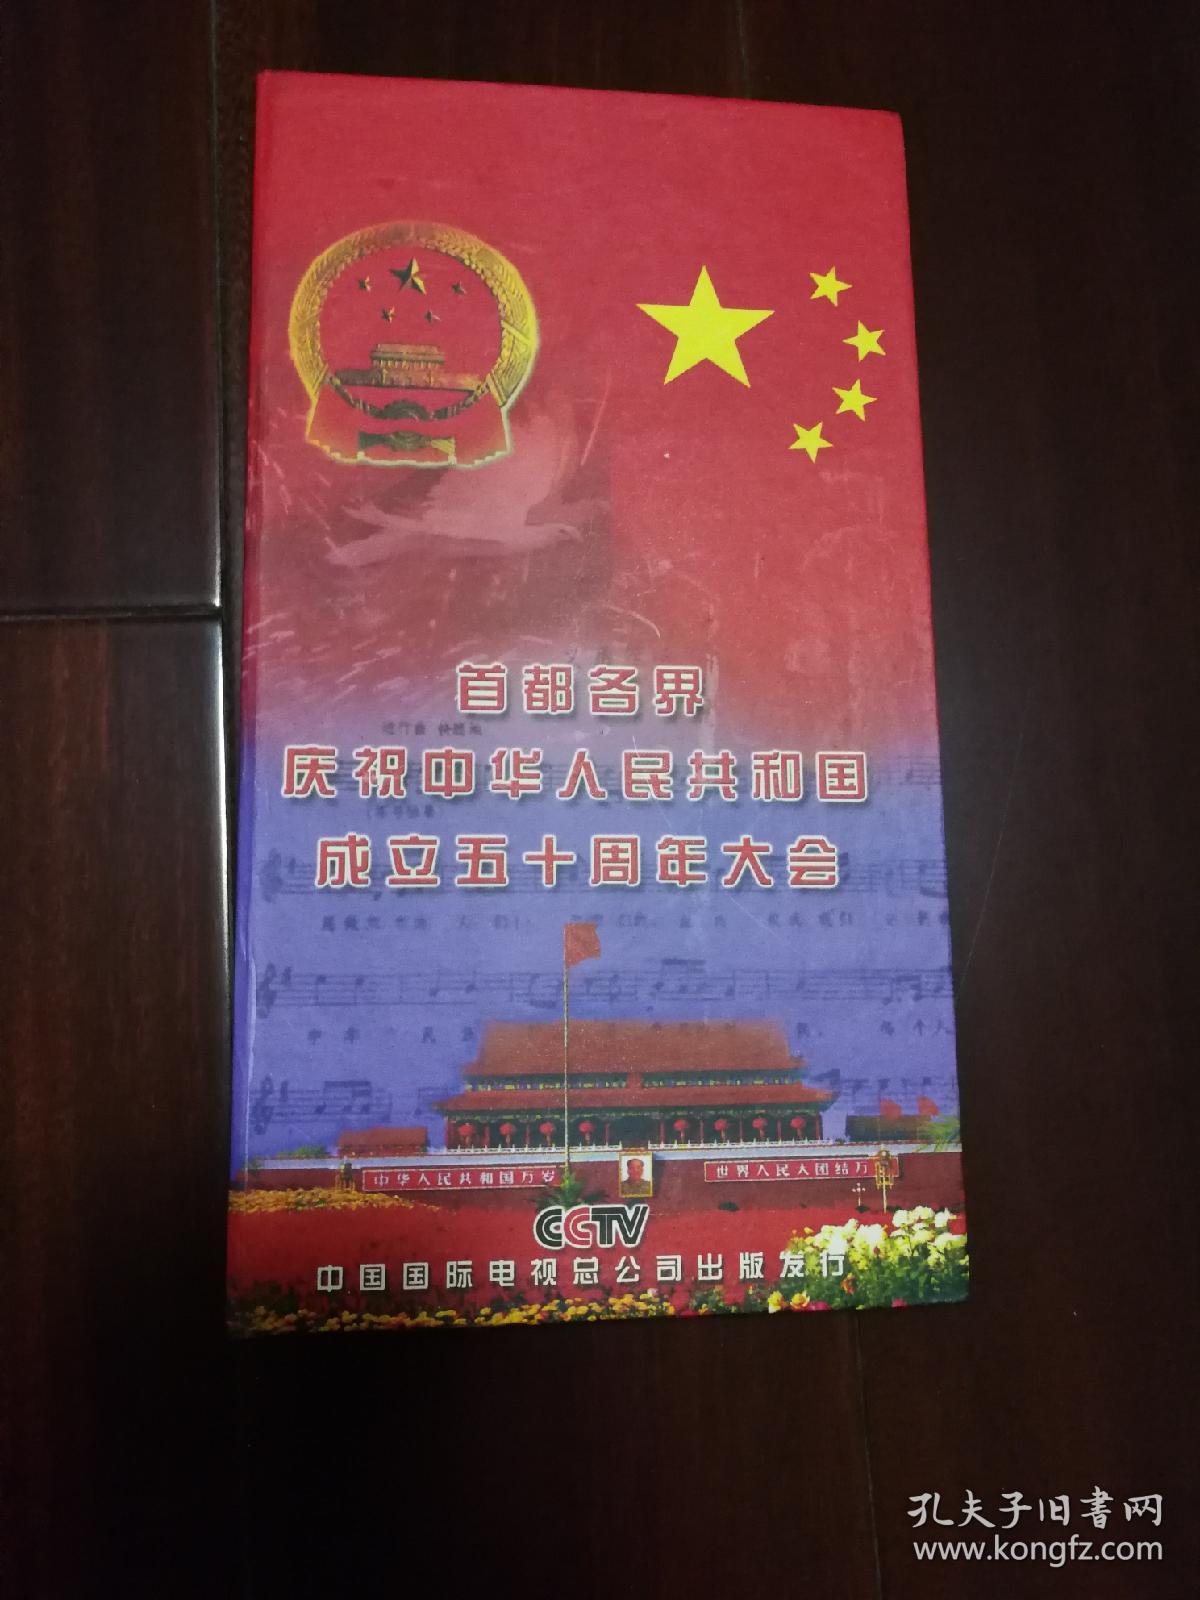 首都各界
庆祝中华人民共和国
成立五十周年大会
中华人民共和国万岁
世界人民大团结万
CCTV
中国国际电视总公司出版发行
孔夫子旧书网
www.kongfz.com